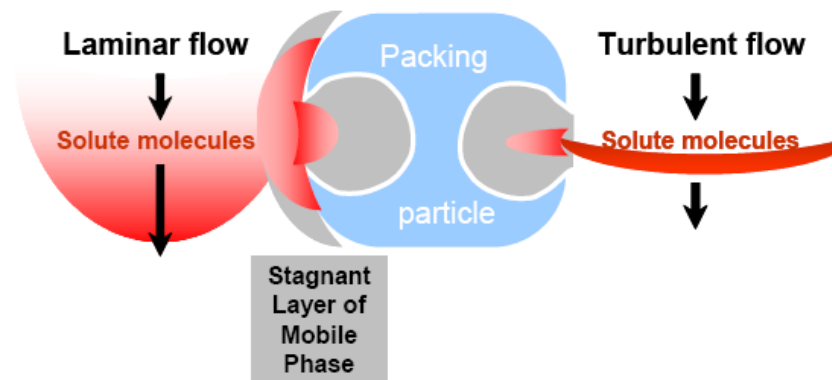 Laminar flow
Solute molecules
Packing
particle
Turbulent flow
Solute molecules
Stagnant
Layer of
Mobile
Phase